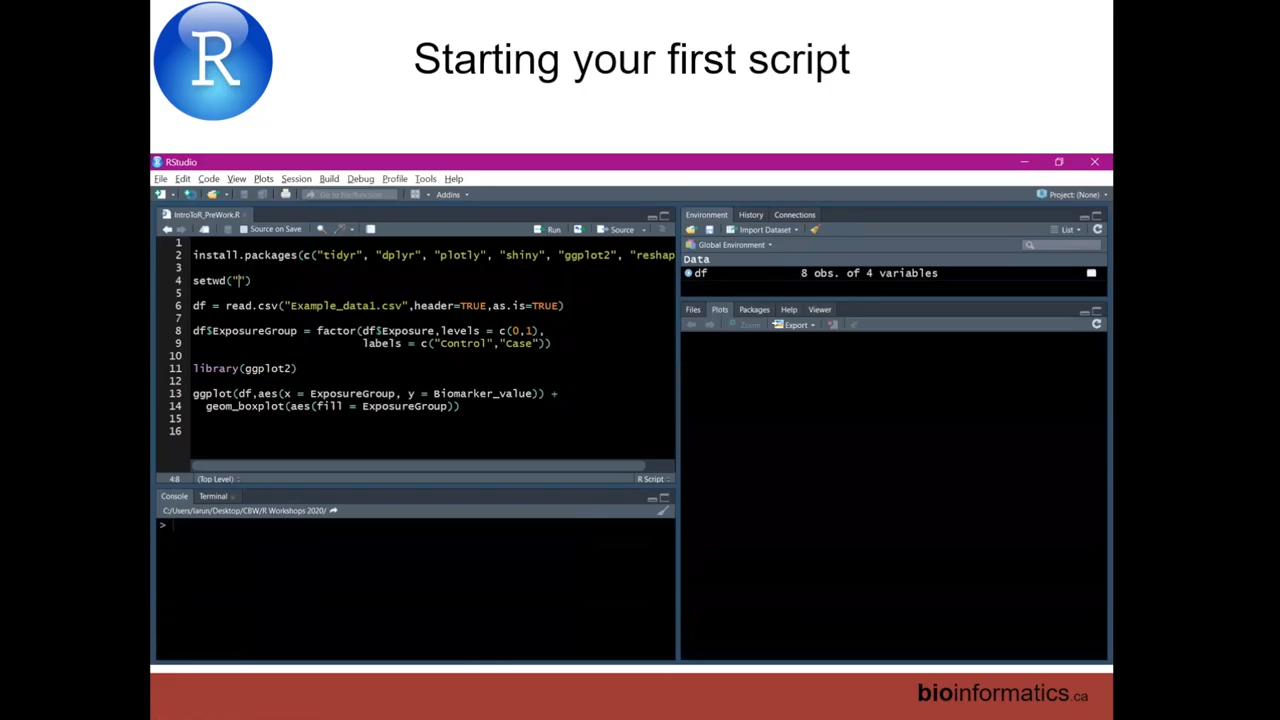 R
Starting your first script
RStudio
File Edit Code View Plots Session Build Debug Profile Tools Help
Go to file/function Addins Project: (None)
IntroToR_PreWork.R
Source on Save Run Source
1
2 install.packages(c("tidyr", "dplyr", "plotly", "shiny", "ggplot2", "reshap
3
4 setwd("")
5
6 df = read.csv("Example_data1.csv",header=TRUE,as.is=TRUE)
7
8 df$ExposureGroup = factor(df$Exposure,levels = c(0,1),
9 labels = c("Control","Case"))
10
11 library(ggplot2)
12
13 ggplot(df,aes(x = ExposureGroup, y = Biomarker_value)) +
14 geom_boxplot(aes(fill = ExposureGroup))
15
16
4:8 (Top Level) R Script
Console Terminal
C:/Users/larun/Desktop/CBW/R Workshops 2020/
>
Environment History Connections
Import Dataset List
Global Environment
Data
df 8 obs. of 4 variables
Files Plots Packages Help Viewer
Zoom Export
bioinformatics.ca